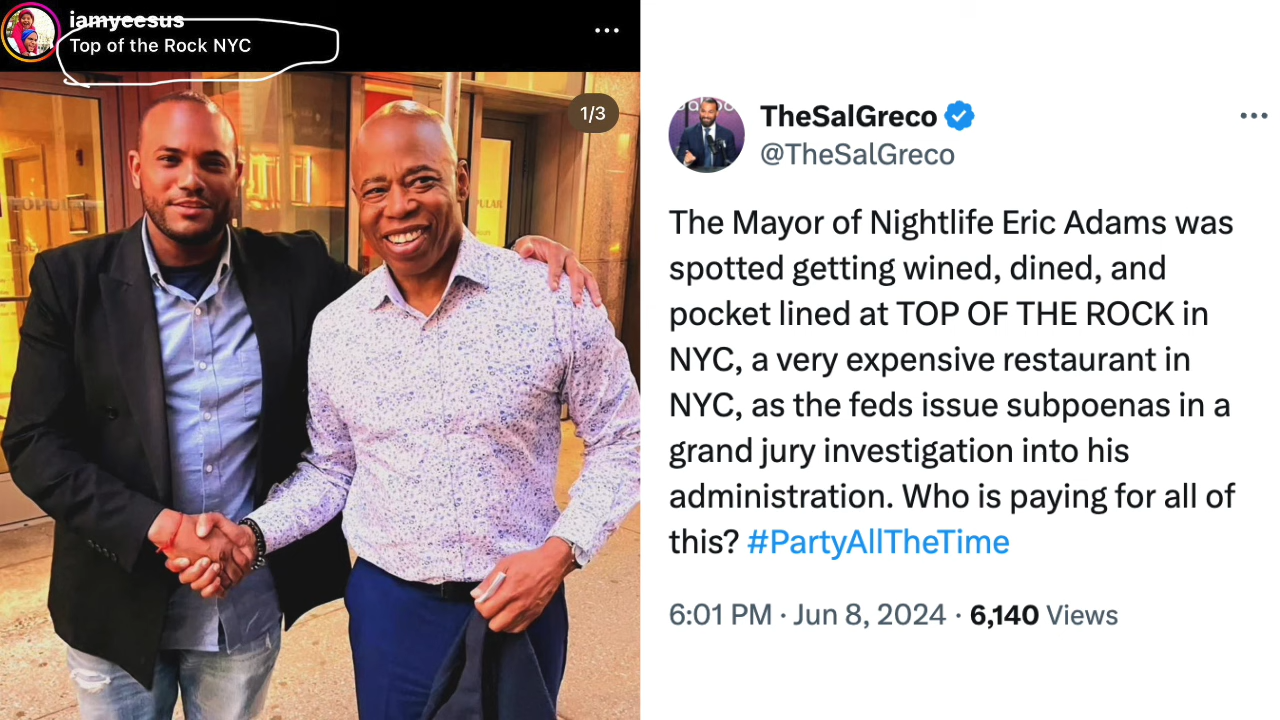 iamyeesus
Top of the Rock NYC
1/3
TheSalGreco
@TheSalGreco
The Mayor of Nightlife Eric Adams was
spotted getting wined, dined, and
pocket lined at TOP OF THE ROCK in
NYC, a very expensive restaurant in
NYC, as the feds issue subpoenas in a
grand jury investigation into his
administration. Who is paying for all of
this? #PartyAllTheTime
6:01 PM · Jun 8, 2024 · 6,140 Views